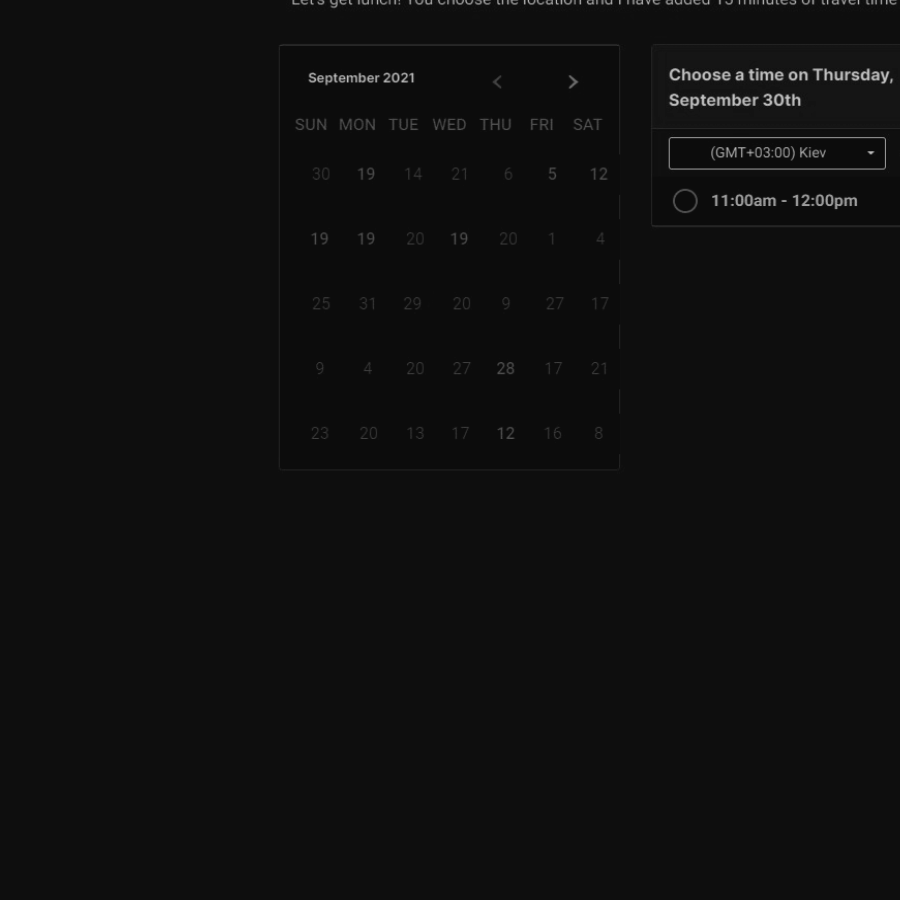 Let's get lunch! You choose the location and I have added 15 minutes of travel time
September 2021
SUN MON TUE WED THU FRI SAT
30 19 14 21 6 5 12
19 19 20 19 20 1 4
25 31 29 20 9 27 17
9 4 20 27 28 17 21
23 20 13 17 12 16 8
Choose a time on Thursday,
September 30th
(GMT+03:00) Kiev
11:00am - 12:00pm